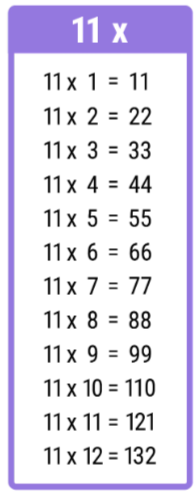 11 x
11 x 1 = 11
11 x 2 = 22
11 x 3 = 33
11 x 4 = 44
11 x 5 = 55
11 x 6 = 66
11 x 7 = 77
11 x 8 = 88
11 x 9 = 99
11 x 10 = 110
11 x 11 = 121
11 x 12 = 132